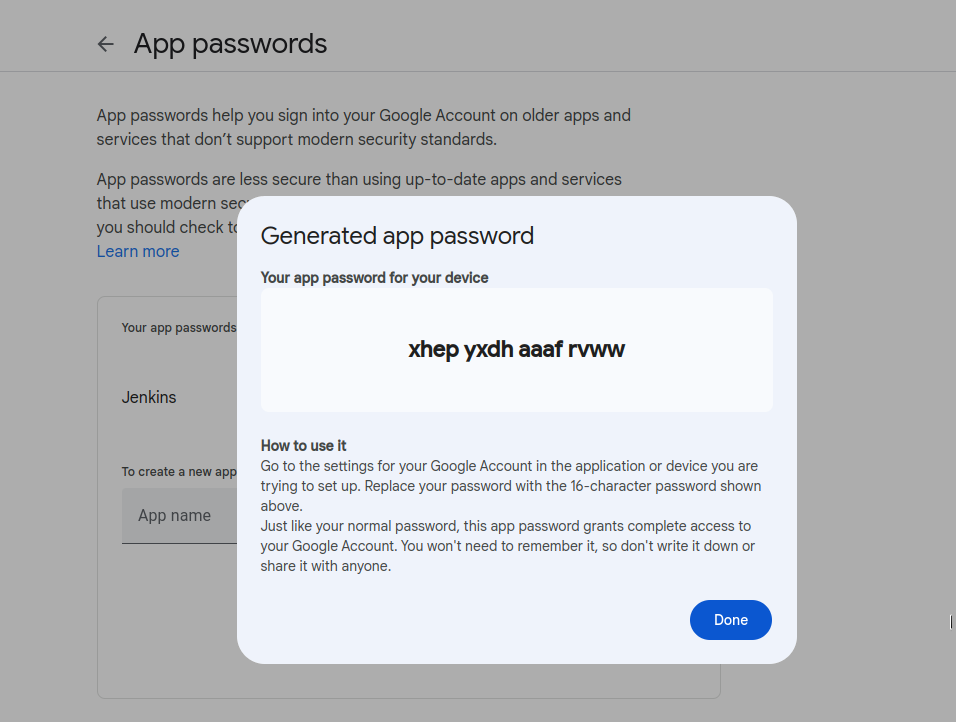 App passwords
App passwords help you sign into your Google Account on older apps and
services that don’t support modern security standards.
App passwords are less secure than using up-to-date apps and services
that use modern
you should check
Learn more
Generated app password
Your app password for your device
xhep yxdh aaaf rvww
How to use it
Go to the settings for your Google Account in the application or device you are
trying to set up. Replace your password with the 16-character password shown
above.
Just like your normal password, this app password grants complete access to
your Google Account. You won't need to remember it, so don't write it down or
share it with anyone.
Done
Your app passwords
Jenkins
To create a new app
App name